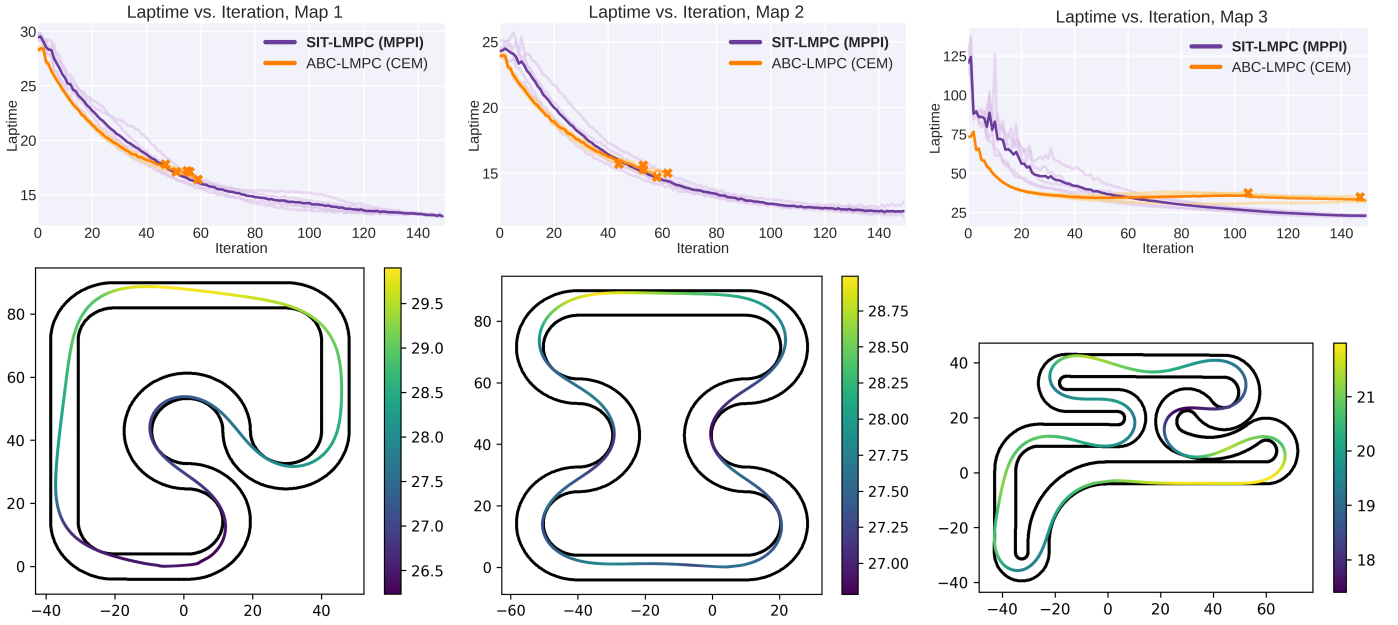 Laptime vs. Iteration, Map 1
SIT-LMPC (MPPI)
ABC-LMPC (CEM)
Laptime
30
25
20
15
0 20 40 60 80 100 120 140
Iteration
Laptime vs. Iteration, Map 2
SIT-LMPC (MPPI)
ABC-LMPC (CEM)
Laptime
25
20
15
0 20 40 60 80 100 120 140
Iteration
Laptime vs. Iteration, Map 3
SIT-LMPC (MPPI)
ABC-LMPC (CEM)
Laptime
125
100
75
50
25
0 20 40 60 80 100 120 140
Iteration
80
60
40
20
0
−40 −20 0 20 40
29.5
29.0
28.5
28.0
27.5
27.0
26.5
80
60
40
20
0
−60 −40 −20 0 20
28.75
28.50
28.25
28.00
27.75
27.50
27.25
27.00
40
20
0
−20
−40
−40 −20 0 20 40 60
21
20
19
18